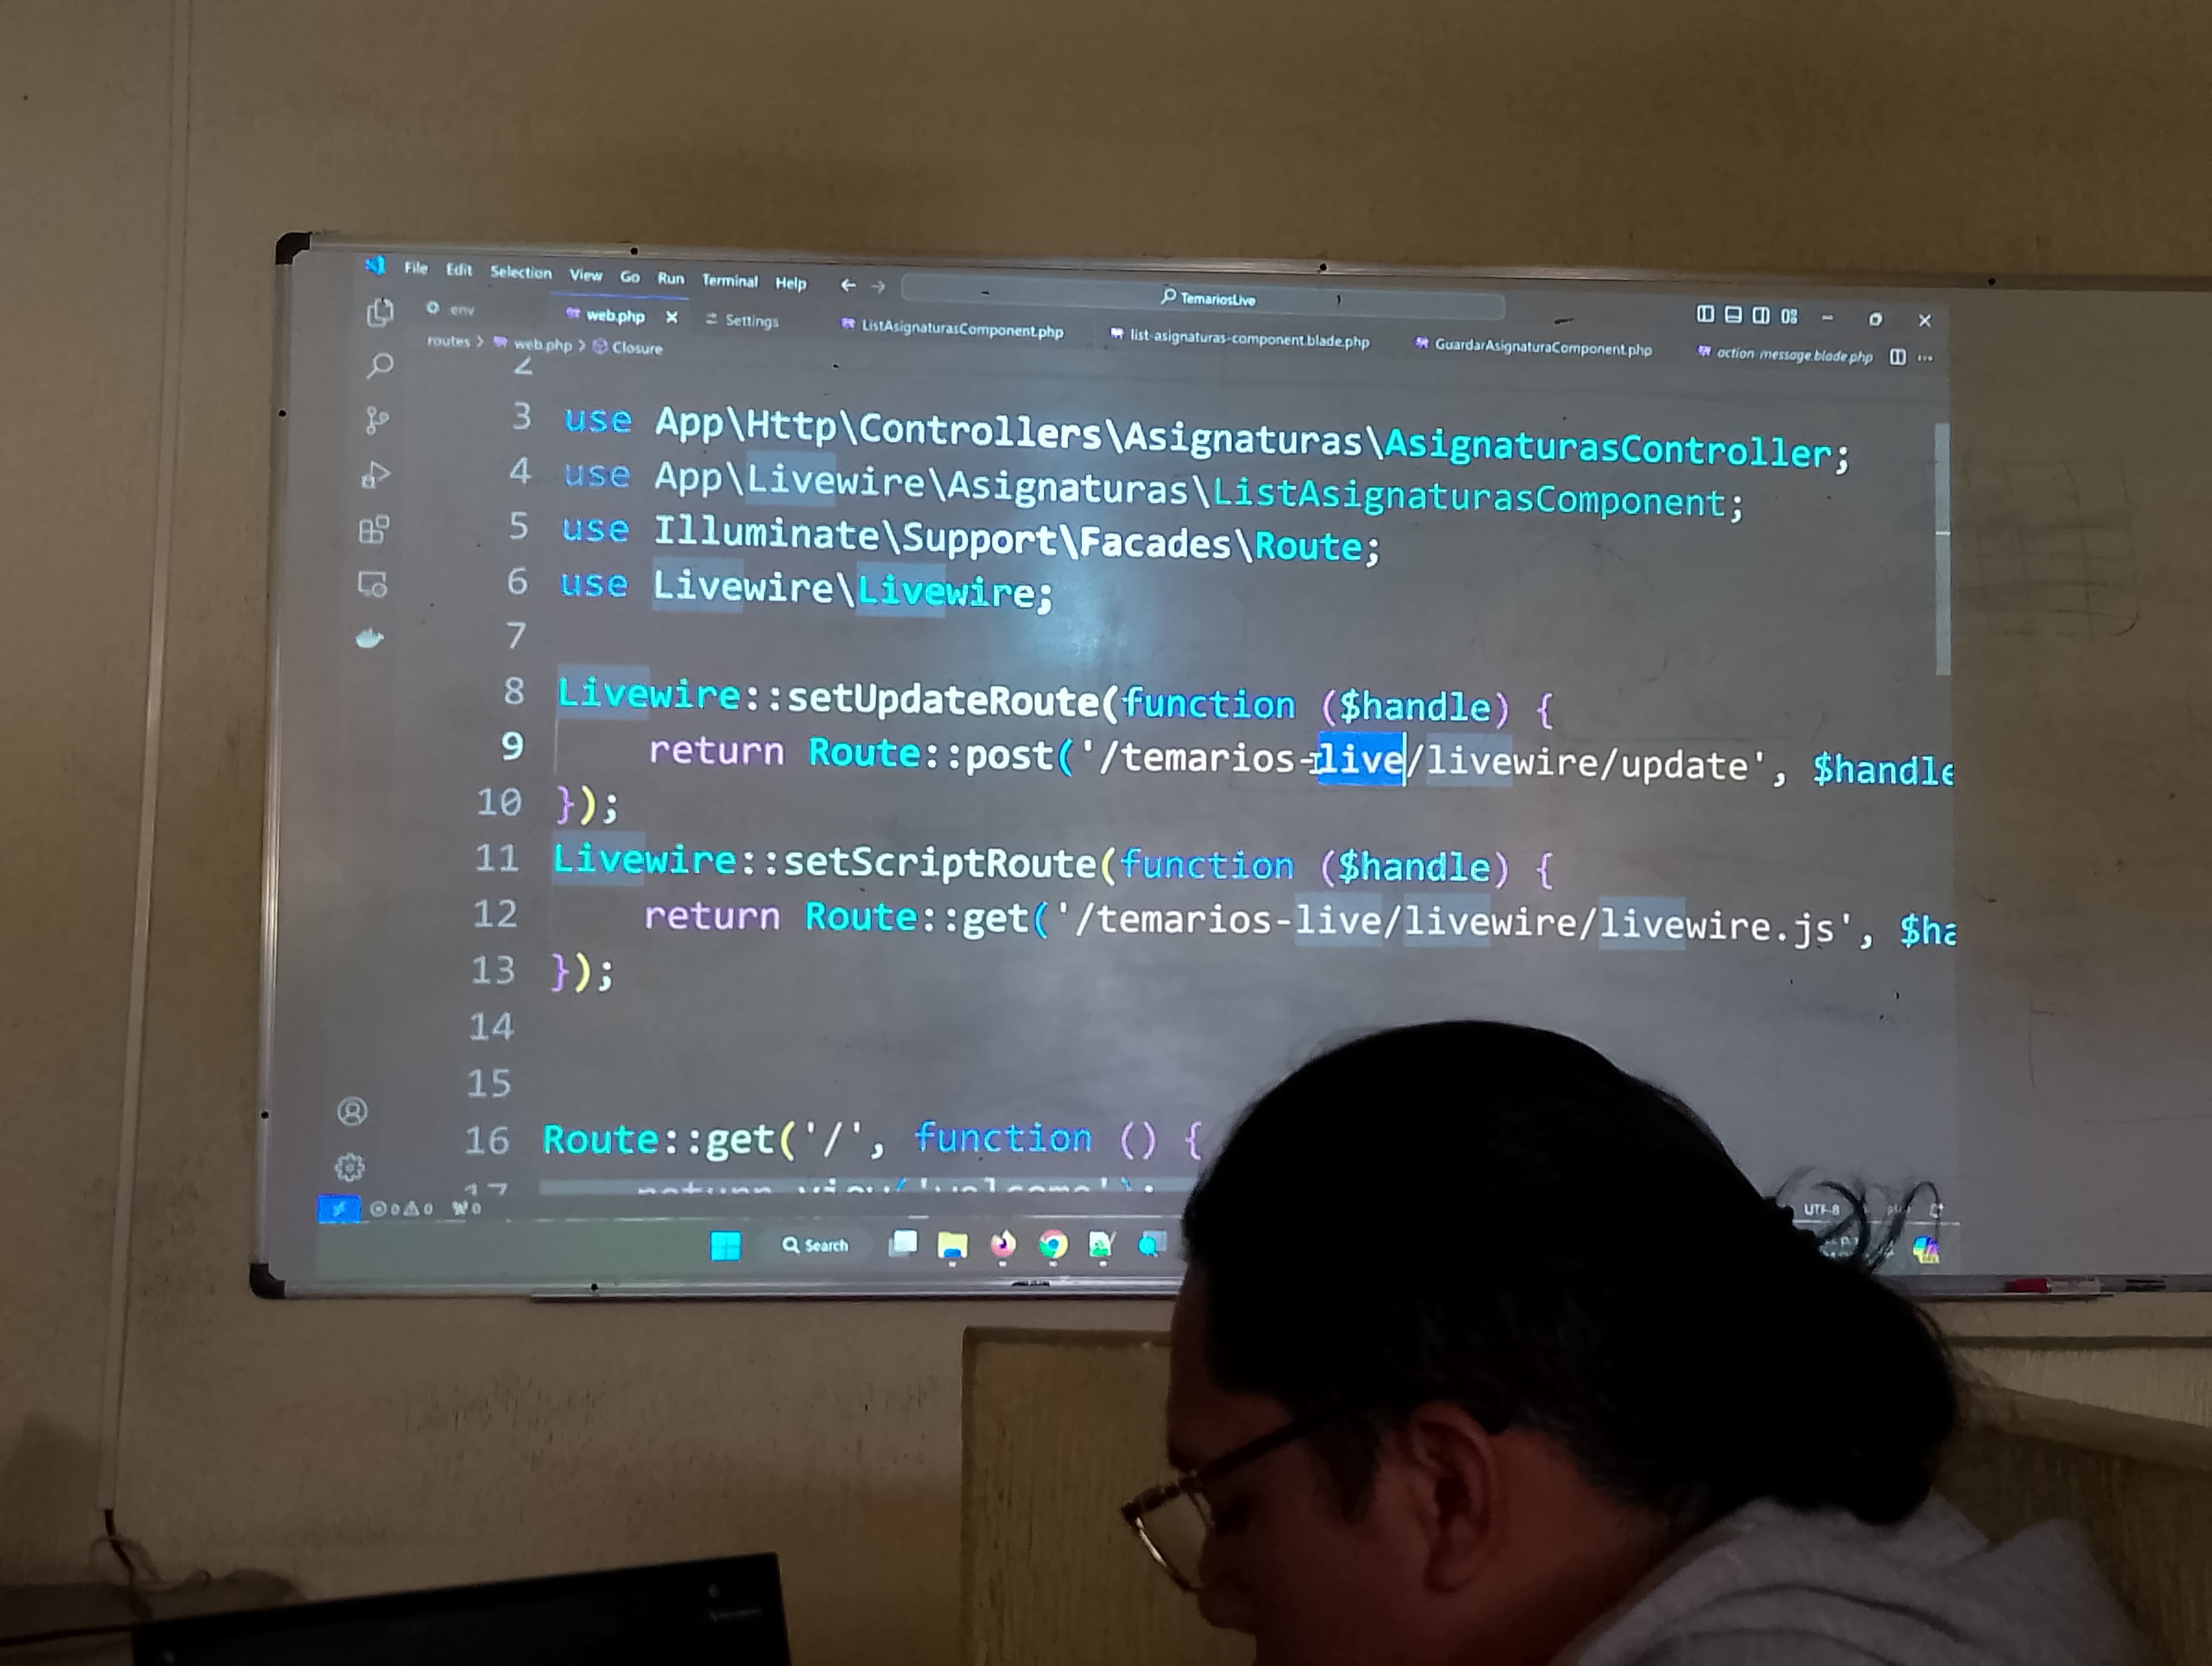 File Edit Selection View Go Run Terminal Help
TemariosLive
env
web.php
Settings
ListAsignaturasComponent.php
list-asignaturas-component.blade.php
GuardarAsignaturaComponent.php
action-message.blade.php
routes > web.php > Closure
2
3 use App\Http\Controllers\Asignaturas\AsignaturasController;
4 use App\Livewire\Asignaturas\ListAsignaturasComponent;
5 use Illuminate\Support\Facades\Route;
6 use Livewire\Livewire;
7
8 Livewire::setUpdateRoute(function ($handle) {
9 return Route::post('/temarios-live/livewire/update', $handle
10 });
11 Livewire::setScriptRoute(function ($handle) {
12 return Route::get('/temarios-live/livewire/livewire.js', $ha
13 });
14
15
16 Route::get('/', function () {
17 return view('welcome');
0 0 0
UTF-8
Search